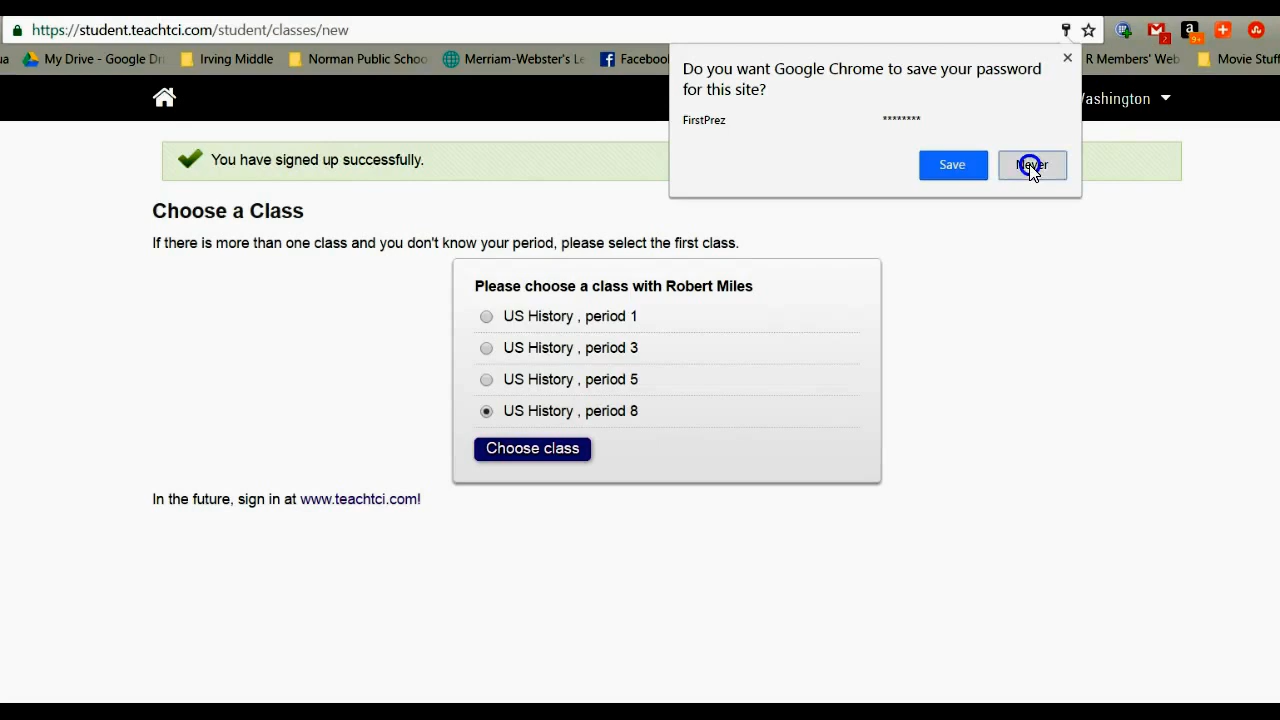 https://student.teachtci.com/student/classes/new
My Drive - Google Dri
Irving Middle
Norman Public Schoo
Merriam-Webster's Le
Facebook
R Members' Web
Movie Stuff
Do you want Google Chrome to save your password
for this site?
FirstPrez ********
Save
Never
Washington
You have signed up successfully.
Choose a Class
If there is more than one class and you don't know your period, please select the first class.
Please choose a class with Robert Miles
US History , period 1
US History , period 3
US History , period 5
US History , period 8
Choose class
In the future, sign in at www.teachtci.com!